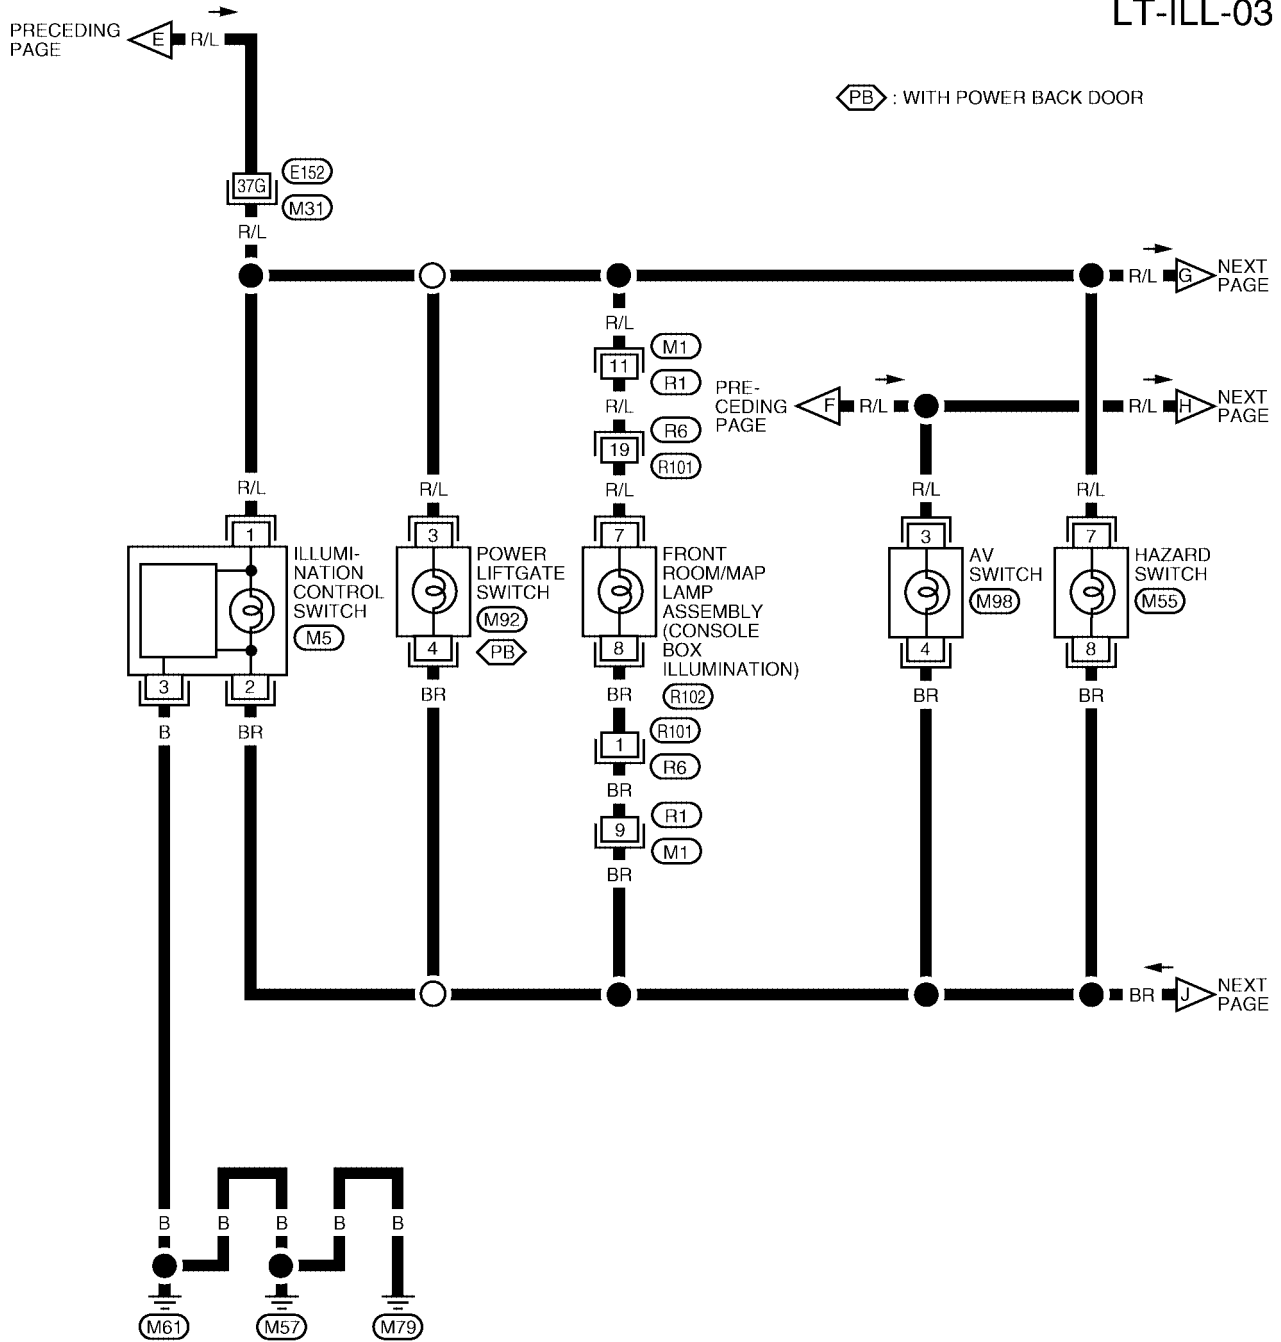 LT-ILL-03
PRECEDING
PAGE
E
R/L
PB : WITH POWER BACK DOOR
37G
E152
M31
R/L
R/L
G
NEXT
PAGE
R/L
11
M1
R1
R/L
19
R6
R101
PRE-
CEDING
PAGE
F
R/L
R/L
H
NEXT
PAGE
R/L
R/L
R/L
R/L
R/L
1
3
7
3
7
ILLUMI-
NATION
CONTROL
SWITCH
M5
3
2
POWER
LIFTGATE
SWITCH
M92
PB
4
FRONT
ROOM/MAP
LAMP
ASSEMBLY
(CONSOLE
BOX
ILLUMINATION)
R102
8
AV
SWITCH
M98
4
HAZARD
SWITCH
M55
8
B
BR
BR
BR
BR
BR
1
R101
R6
BR
9
R1
M1
BR
BR
J
NEXT
PAGE
B
B
B
B
B
M61
M57
M79